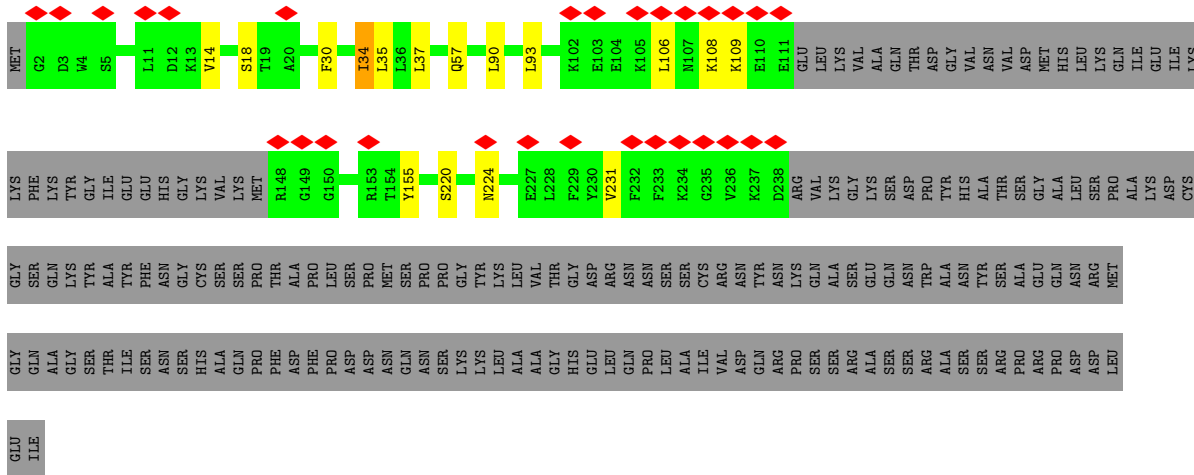 MET G2 D3 W4 S5 L11 D12 K13 V14 S18 T19 A20 F30 I34 L35 L36 L37 Q57 L90 L93 K102 E103 E104 K105 L106 N107 K108 K109 E110 E111 GLU LEU LYS VAL ALA GLN THR ASP GLY VAL ASN VAL ASP MET HIS LEU LYS GLN ILE GLU ILE LYS
LYS PHE LYS TYR GLY ILE GLU GLU HIS GLY LYS VAL LYS MET R148 G149 G150 R153 T154 Y155 S220 N224 E227 L228 F229 Y230 V231 F232 F233 K234 G235 V236 K237 D238 ARG VAL LYS GLY LYS SER ASP PRO TYR HIS ALA THR SER GLY ALA LEU SER PRO ALA LYS ASP CYS
GLY SER GLN LYS TYR ALA TYR PHE ASN GLY CYS SER SER PRO THR ALA PRO LEU SER PRO MET SER PRO PRO GLY TYR LYS LEU VAL THR GLY ASP ARG ASN ASN SER SER CYS ARG ASN TYR ASN LYS GLN ALA SER GLU GLN ASN TRP ALA ASN TYR SER ALA GLU GLN ASN ARG MET
GLY GLN ALA GLY SER THR ILE SER ASN SER HIS ALA GLN PRO PHE ASP PHE PRO ASP ASP ASN GLN ASN SER LYS LYS LEU ALA ALA GLY HIS GLU LEU GLN PRO LEU ALA ILE VAL ASP GLN ARG PRO SER SER ARG ALA SER SER ARG ALA SER SER ARG PRO ARG PRO ASP ASP LEU
GLU ILE